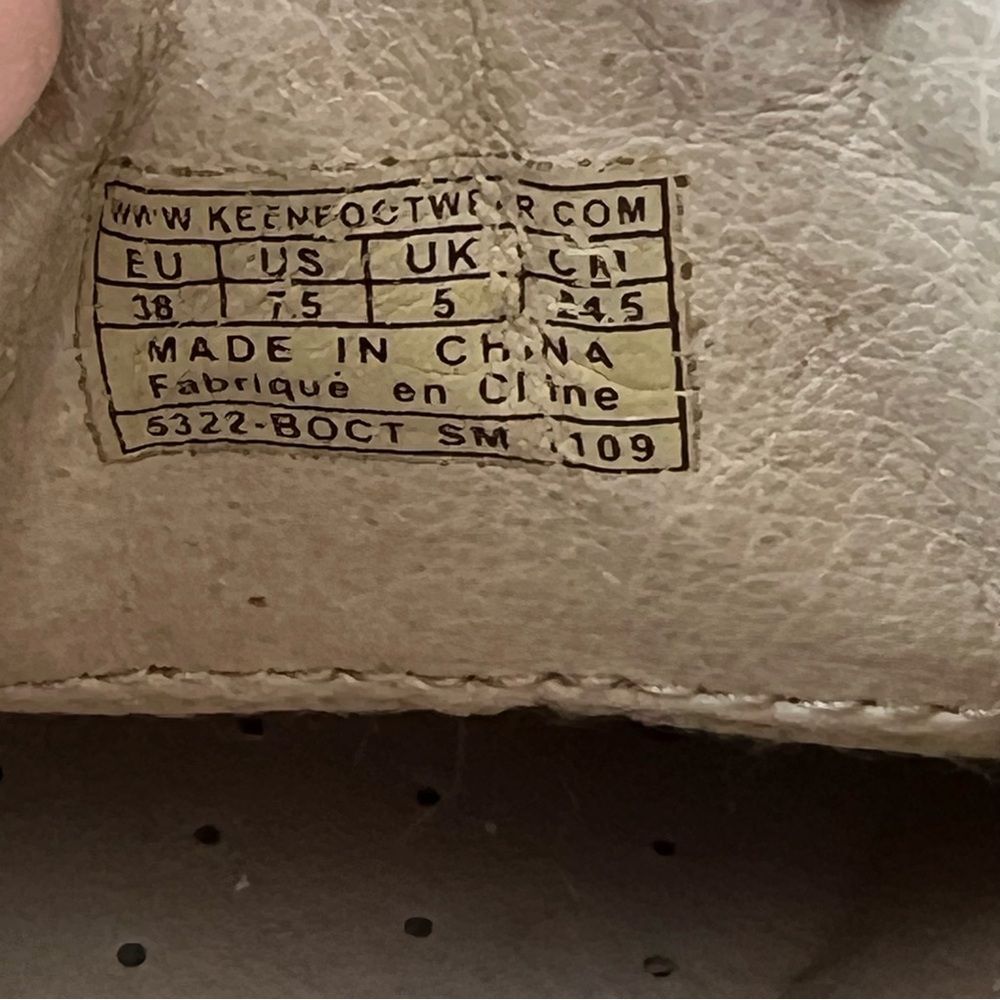 WWW KEENFOOTWEAR COM
EU US UK CM
38 7.5 5 24.5
MADE IN CHINA
Fabriqué en Chine
5322-BOCT SM 1109